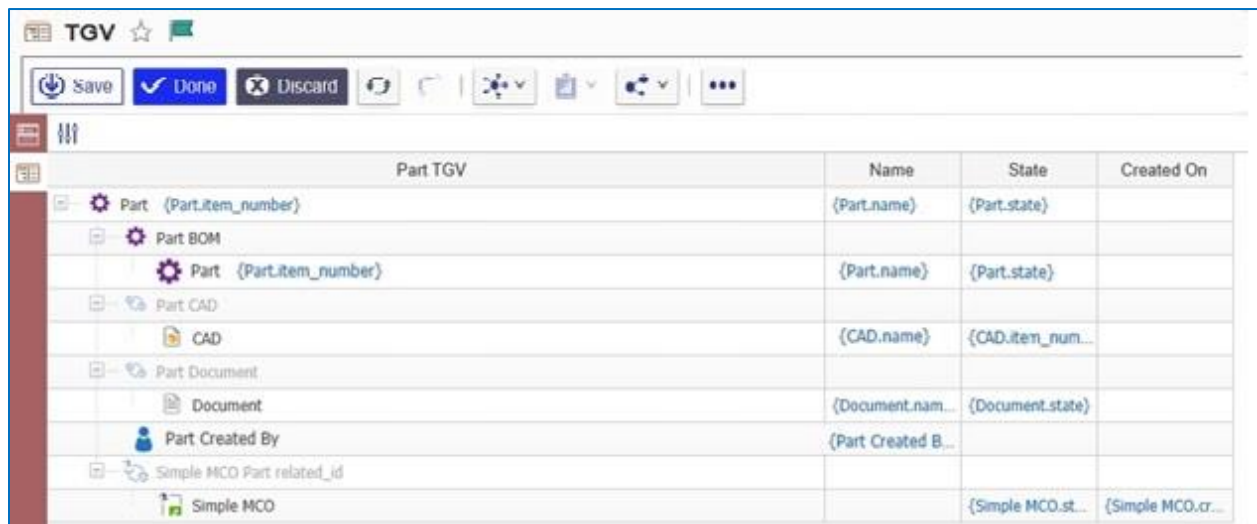 TGV
Save Done Discard
Part TGV Name State Created On
Part {Part.item_number} {Part.name} {Part.state}
Part BOM
Part {Part.item_number} {Part.name} {Part.state}
Part CAD
CAD {CAD.name} {CAD.item_num...
Part Document
Document {Document.nam... {Document.state}
Part Created By {Part Created B...
Simple MCO Part related_id
Simple MCO {Simple MCO.st... {Simple MCO.cr...